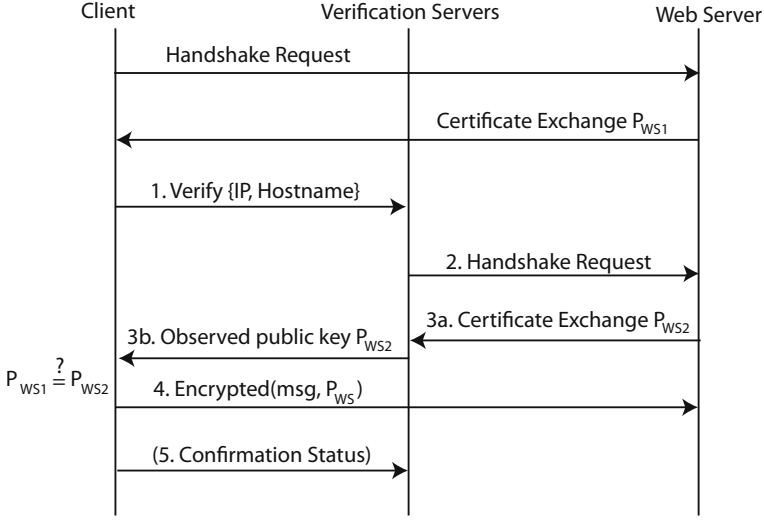 Client
Verification Servers
Web Server
Handshake Request
Certificate Exchange P_WS1
1. Verify {IP, Hostname}
2. Handshake Request
3a. Certificate Exchange P_WS2
3b. Observed public key P_WS2
P_WS1 ?= P_WS2
4. Encrypted(msg, P_WS)
(5. Confirmation Status)